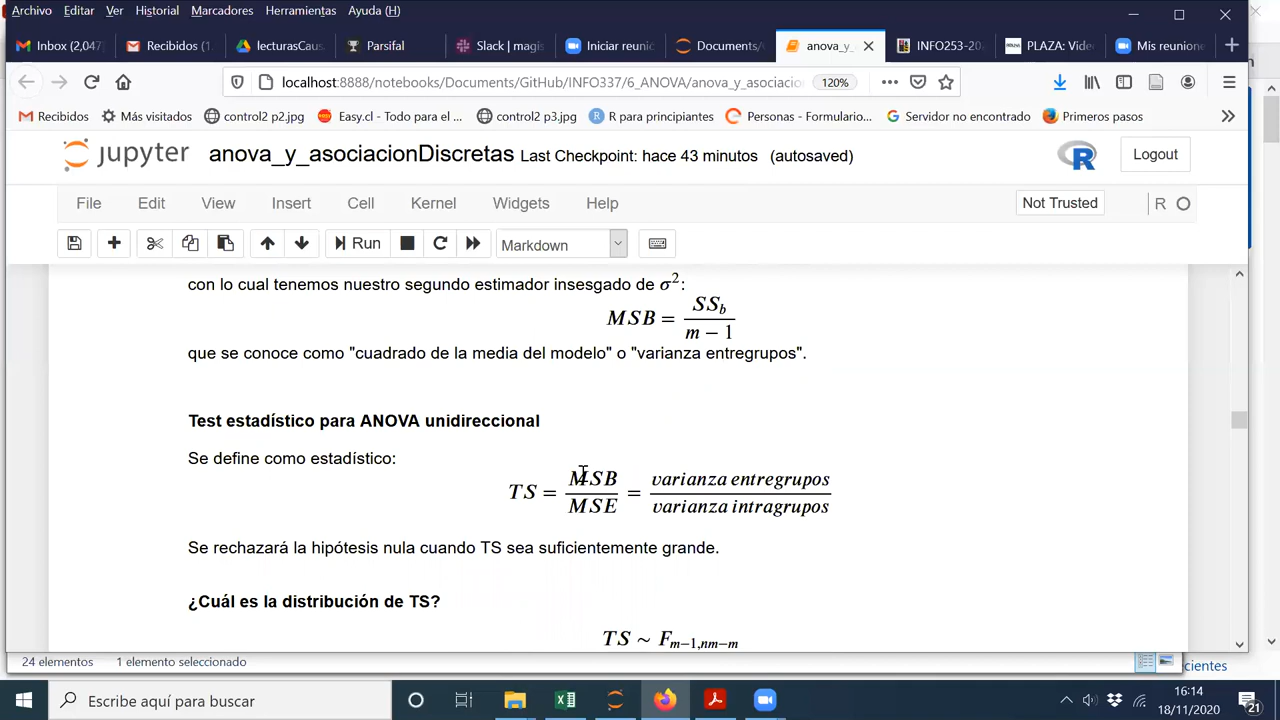 Archivo Editar Ver Historial Marcadores Herramientas Ayuda (H)
Inbox (2,047 Recibidos (1. lecturasCaus Parsifal Slack | magis Iniciar reunió Documents/ anova_y_ INFO253-20 PLAZA: Vide Mis reunione
localhost:8888/notebooks/Documents/GitHub/INFO337/6_ANOVA/anova_y_asociacion 120%
Recibidos Más visitados control2 p2.jpg Easy.cl - Todo para el ... control2 p3.jpg R para principiantes Personas - Formulario... Servidor no encontrado Primeros pasos
jupyter anova_y_asociacionDiscretas Last Checkpoint: hace 43 minutos (autosaved) R Logout
File Edit View Insert Cell Kernel Widgets Help Not Trusted R
Run Markdown
con lo cual tenemos nuestro segundo estimador insesgado de σ²:
MSB = SS_b / (m − 1)
que se conoce como "cuadrado de la media del modelo" o "varianza entregrupos".
Test estadístico para ANOVA unidireccional
Se define como estadístico:
TS = MSB / MSE = varianza entregrupos / varianza intragrupos
Se rechazará la hipótesis nula cuando TS sea suficientemente grande.
¿Cuál es la distribución de TS?
TS ~ F_{m−1,nm−m}
24 elementos 1 elemento seleccionado
cientes
Escribe aquí para buscar
16:14
18/11/2020
21